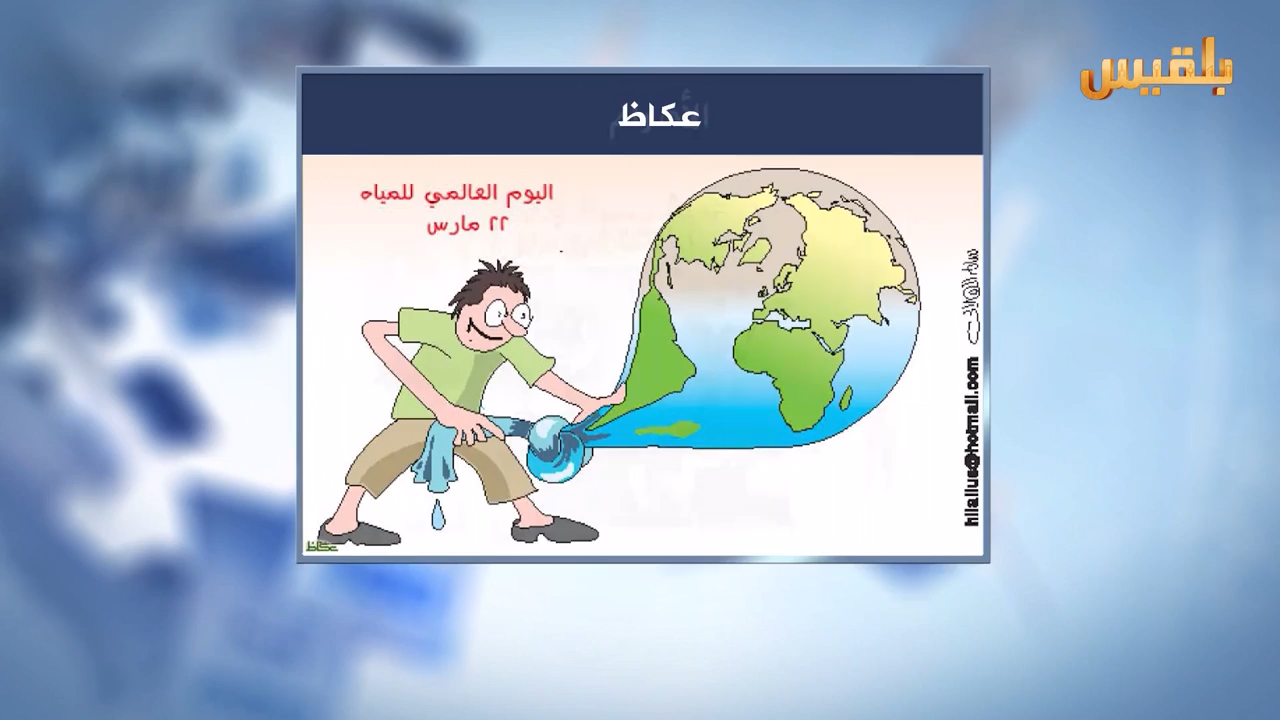 بلقيس
عكاظ
اليوم العالمي للمياه
٢٢ مارس
hilallus@hotmail.com
عكاظ